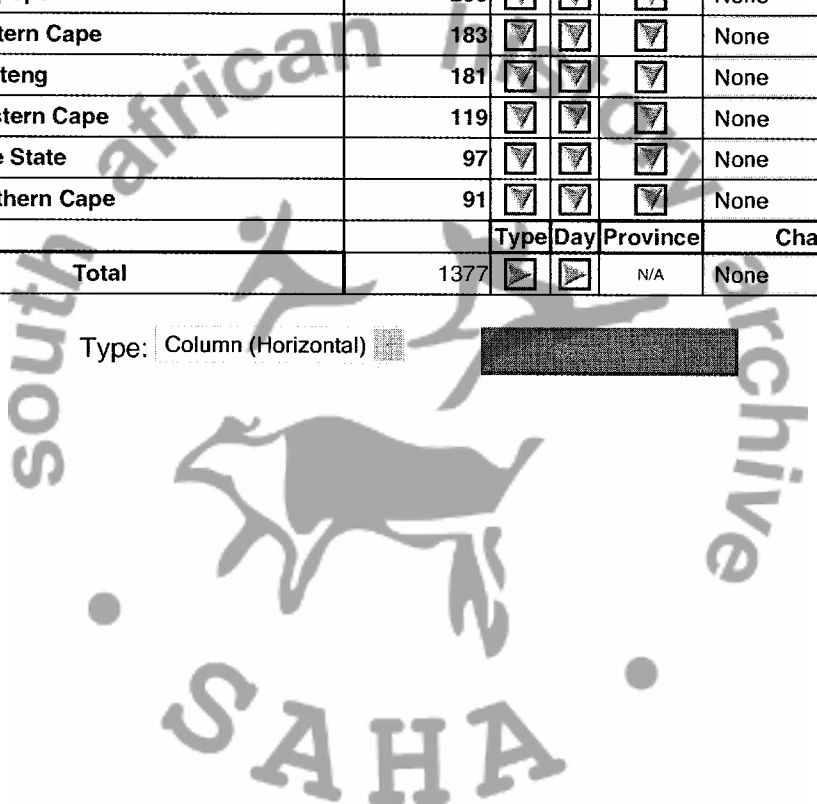 tern Cape 183 None
teng 181 None
stern Cape 119 None
e State 97 None
thern Cape 91 None
Type Day Province Cha
Total 1377 N/A None
Type: Column (Horizontal)
south african history archive
SAHA